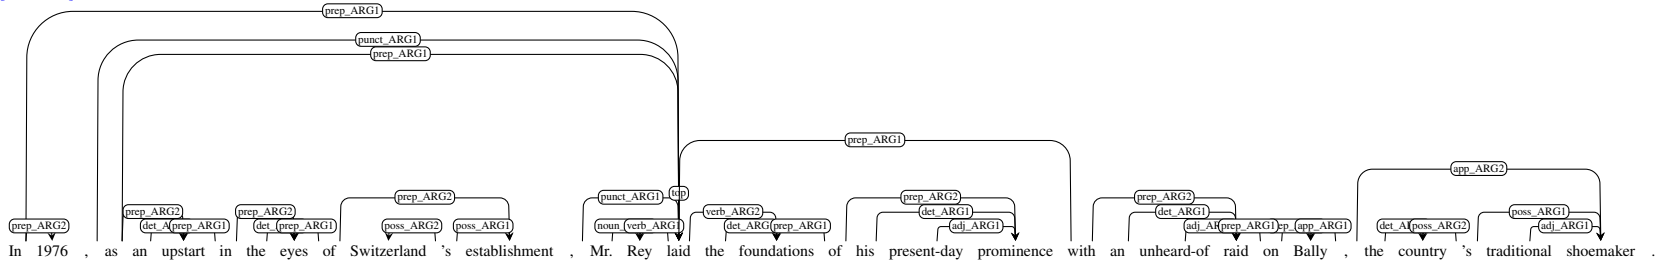 prep_ARG1
punct_ARG1
prep_ARG1
prep_ARG1
app_ARG2
prep_ARG2 punct_ARG1 top prep_ARG2 prep_ARG2
prep_ARG2 prep_ARG2 verb_ARG2 det_ARG1 det_ARG1 poss_ARG1
prep_ARG2 prep_ARG1 prep_ARG1 poss_ARG2 poss_ARG1 verb_ARG1 prep_ARG1 adj_ARG1 prep_ARG1 app_ARG1 poss_ARG2 adj_ARG1
In 1976 , as an upstart in the eyes of Switzerland 's establishment , Mr. Rey laid the foundations of his present-day prominence with an unheard-of raid on Bally , the country 's traditional shoemaker .